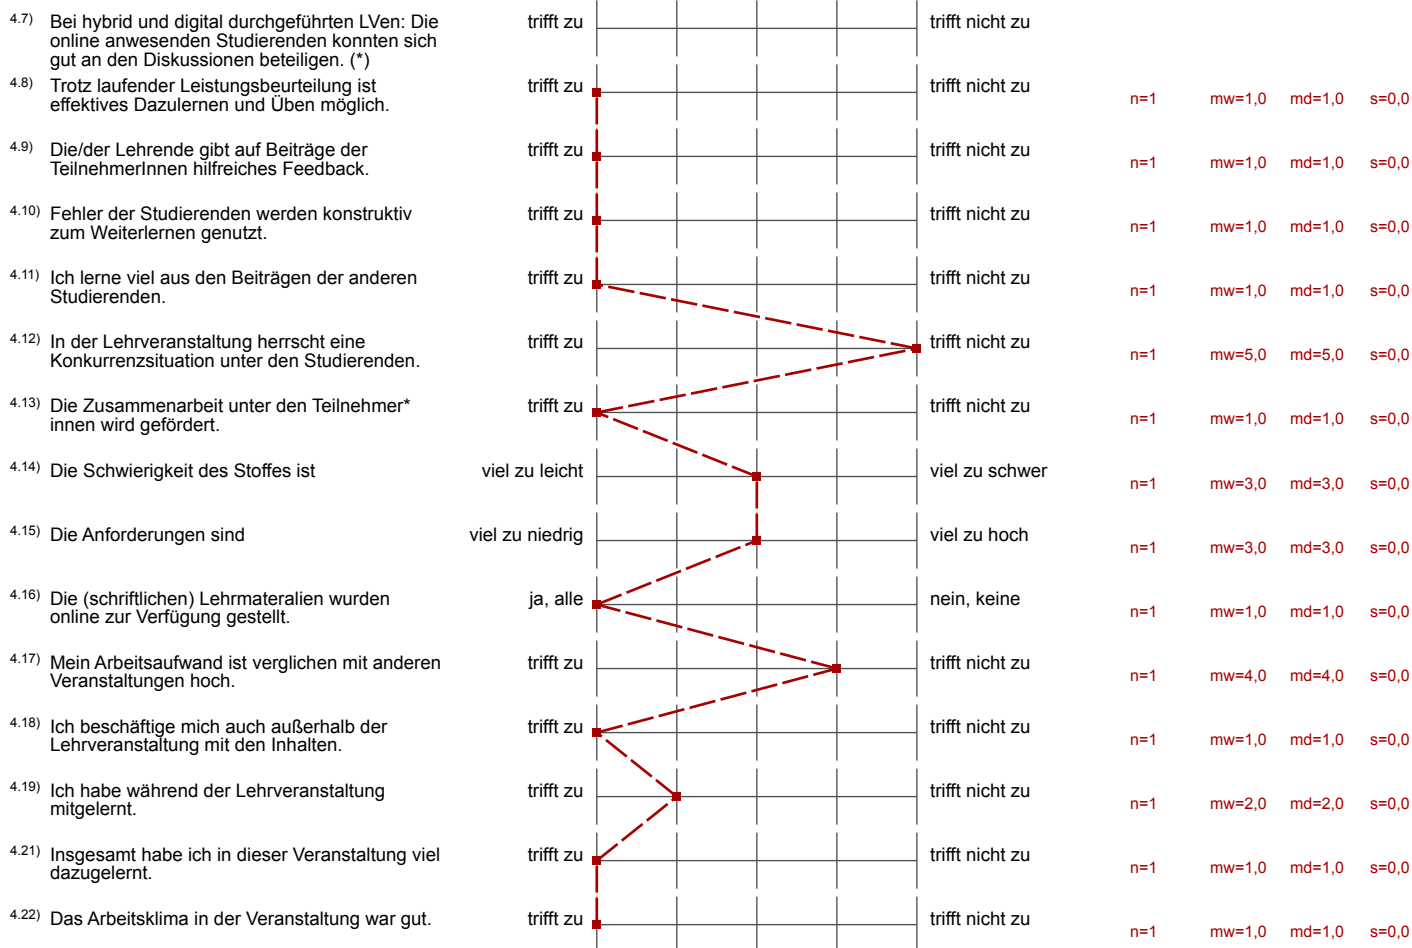 4.7) Bei hybrid und digital durchgeführten LVen: Die trifft zu trifft nicht zu
online anwesenden Studierenden konnten sich
gut an den Diskussionen beteiligen. (*)
4.8) Trotz laufender Leistungsbeurteilung ist trifft zu trifft nicht zu
effektives Dazulernen und Üben möglich. n=1 mw=1,0 md=1,0 s=0,0
4.9) Die/der Lehrende gibt auf Beiträge der trifft zu trifft nicht zu
TeilnehmerInnen hilfreiches Feedback. n=1 mw=1,0 md=1,0 s=0,0
4.10) Fehler der Studierenden werden konstruktiv trifft zu trifft nicht zu
zum Weiterlernen genutzt. n=1 mw=1,0 md=1,0 s=0,0
4.11) Ich lerne viel aus den Beiträgen der anderen trifft zu trifft nicht zu
Studierenden. n=1 mw=1,0 md=1,0 s=0,0
4.12) In der Lehrveranstaltung herrscht eine trifft zu trifft nicht zu
Konkurrenzsituation unter den Studierenden. n=1 mw=5,0 md=5,0 s=0,0
4.13) Die Zusammenarbeit unter den Teilnehmer* trifft zu trifft nicht zu
innen wird gefördert. n=1 mw=1,0 md=1,0 s=0,0
4.14) Die Schwierigkeit des Stoffes ist viel zu leicht viel zu schwer
n=1 mw=3,0 md=3,0 s=0,0
4.15) Die Anforderungen sind viel zu niedrig viel zu hoch
n=1 mw=3,0 md=3,0 s=0,0
4.16) Die (schriftlichen) Lehrmateralien wurden ja, alle nein, keine
online zur Verfügung gestellt. n=1 mw=1,0 md=1,0 s=0,0
4.17) Mein Arbeitsaufwand ist verglichen mit anderen trifft zu trifft nicht zu
Veranstaltungen hoch. n=1 mw=4,0 md=4,0 s=0,0
4.18) Ich beschäftige mich auch außerhalb der trifft zu trifft nicht zu
Lehrveranstaltung mit den Inhalten. n=1 mw=1,0 md=1,0 s=0,0
4.19) Ich habe während der Lehrveranstaltung trifft zu trifft nicht zu
mitgelernt. n=1 mw=2,0 md=2,0 s=0,0
4.21) Insgesamt habe ich in dieser Veranstaltung viel trifft zu trifft nicht zu
dazugelernt. n=1 mw=1,0 md=1,0 s=0,0
4.22) Das Arbeitsklima in der Veranstaltung war gut. trifft zu trifft nicht zu
n=1 mw=1,0 md=1,0 s=0,0